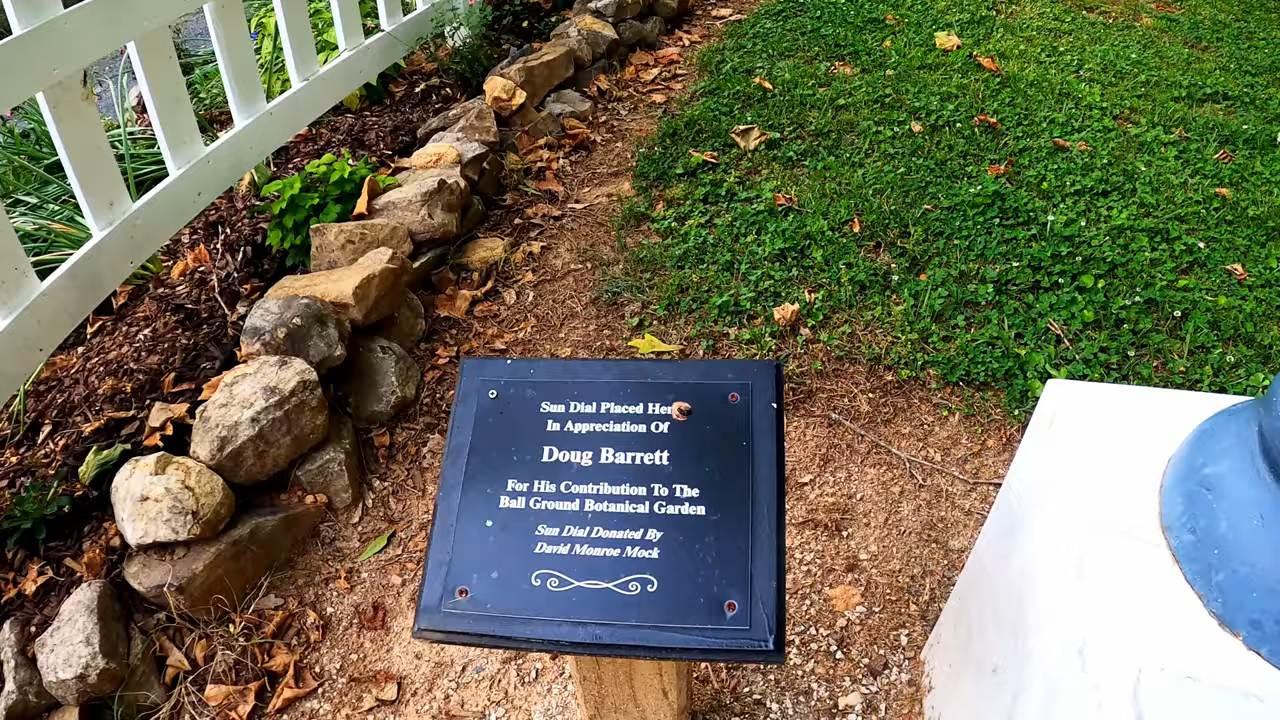 Sun Dial Placed Here
In Appreciation Of
Doug Barrett
For His Contribution To The
Ball Ground Botanical Garden
Sun Dial Donated By
David Monroe Mock